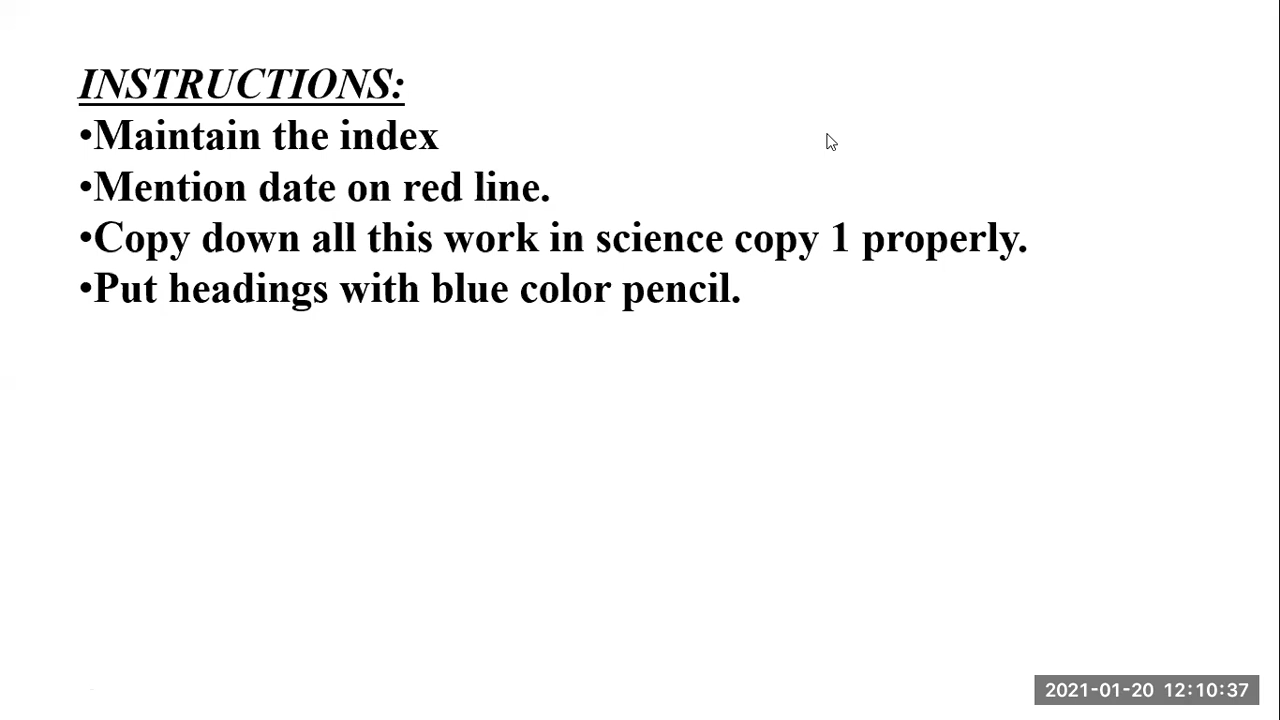 INSTRUCTIONS:
•Maintain the index
•Mention date on red line.
•Copy down all this work in science copy 1 properly.
•Put headings with blue color pencil.
2021-01-20 12:10:37